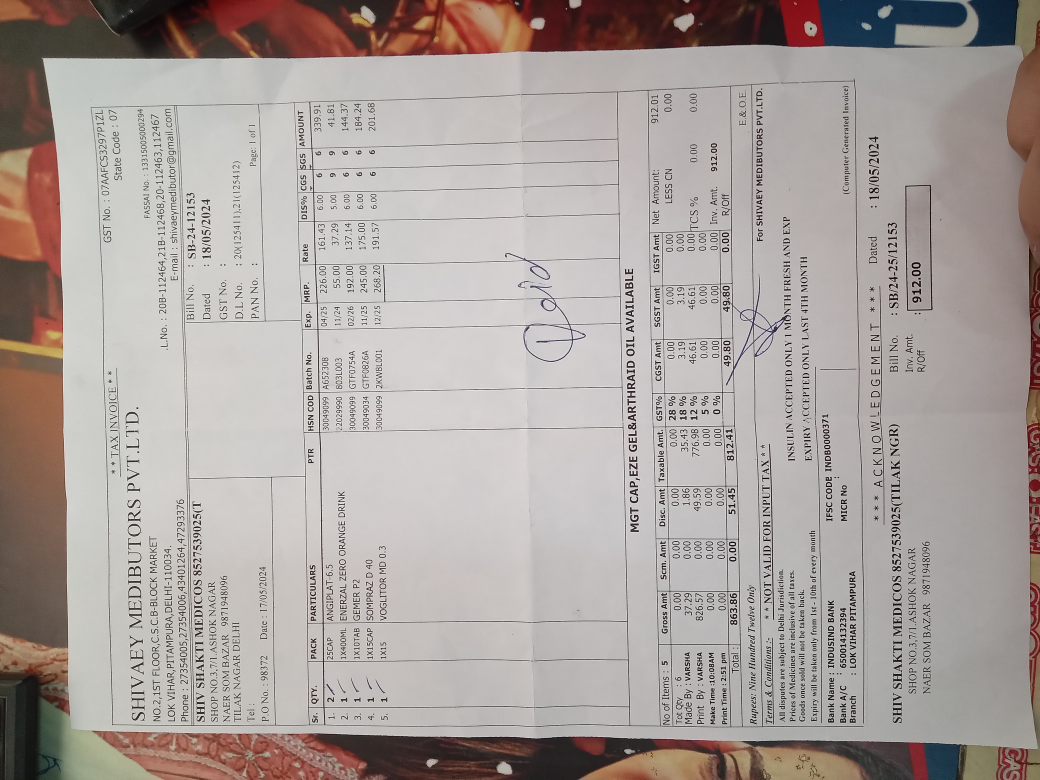 ** TAX INVOICE **
GST No. : 07AAFCS3297P1ZL
State Code : 07
SHIVAEY MEDIBUTORS PVT.LTD.
NO.2,1ST FLOOR,C.S.C.B-BLOCK MARKET
LOK VIHAR,PITAMPURA,DELHI-110034.
Phone : 27354005,27354006,43401264,47293376
FASSAI No. : 13315005000294
L.No. : 20B-112464,21B-112468,20-112463,112467
E-mail : shivaeymedibutor@gmail.com
SHIV SHAKTI MEDICOS 8527539025(T
SHOP NO.3,7/1,ASHOK NAGAR
NAER SOM BAZAR 9871948096
TILAK NAGAR DELHI
Tel :
P.O No. : 98372 Date : 17/05/2024
Bill No. : SB-24-12153
Dated : 18/05/2024
GST No. :
D.L No. : 20(125411),21(125412)
PAN No. :
Page: 1 of 1
Sr. QTY. PACK PARTICULARS PTR HSN COD Batch No. Exp. MRP. Rate DIS% CGS SGS AMOUNT
1. 2 25CAP ANGIPLAT-6.5 30049099 A652308 04/25 226.00 161.43 6.00 6 6 339.91
2. 1 1X400ML ENERZAL ZERO ORANGE DRINK 22029990 803L003 11/24 55.00 37.29 5.00 9 9 41.81
3. 1 1X10TAB GEMER P2 30049099 GTF0754A 02/26 192.00 137.14 6.00 6 6 144.37
4. 1 1X15CAP SOMPRAZ D 40 30049034 GTF0826A 11/25 245.00 175.00 6.00 6 6 184.24
5. 1 1X15 VOGLITOR MD 0.3 30049099 2KWBL001 12/25 268.20 191.57 6.00 6 6 201.68
MGT CAP,EZE GEL&ARTHRAID OIL AVAILABLE
No of Items : 5
Tot Qty. : 6
Made By : VARSHA
Print By : VARSHA
Make Time :10:08AM
Print Time : 2:51 pm
Gross Amt Scm. Amt Disc. Amt Taxable Amt. GST% CGST Amt SGST Amt IGST Amt
0.00 0.00 0.00 0.00 28 % 0.00 0.00 0.00
37.29 0.00 1.86 35.43 18 % 3.19 3.19 0.00
826.57 0.00 49.59 776.98 12 % 46.61 46.61 0.00
0.00 0.00 0.00 0.00 5 % 0.00 0.00 0.00
0.00 0.00 0.00 0.00 0 % 0.00 0.00 0.00
Total : 863.86 0.00 51.45 812.41 49.80 49.80 0.00
Net Amount: 912.01
LESS CN 0.00
TCS % 0.00 0.00
Inv. Amt. 912.00
R/Off
Rupees: Nine Hundred Twelve Only
E.& O.E
Terms & Conditions :- ** NOT VALID FOR INPUT TAX **
For SHIVAEY MEDIBUTORS PVT.LTD.
All disputes are subject to Delhi Jurisdiction.
Prices of Medicines are inclusive of all taxes.
Goods once sold will not be taken back.
Expiry will be taken only from 1st - 10th of every month
INSULIN ACCEPTED ONLY 1 MONTH FRESH AND EXP
EXPIRY ACCEPTED ONLY LAST 4TH MONTH
Bank Name : INDUSIND BANK IFSC CODE INDB0000371
Bank A/C : 650014132394 MICR No :
Branch : LOK VIHAR PITAMPURA
(Computer Generated Invoice)
*** ACKNOWLEDGEMENT ***
Dated : 18/05/2024
SHIV SHAKTI MEDICOS 8527539025(TILAK NGR)
SHOP NO.3,7/1,ASHOK NAGAR
NAER SOM BAZAR 9871948096
Bill No. : SB/24-25/12153
Inv. Amt. : 912.00
R/Off